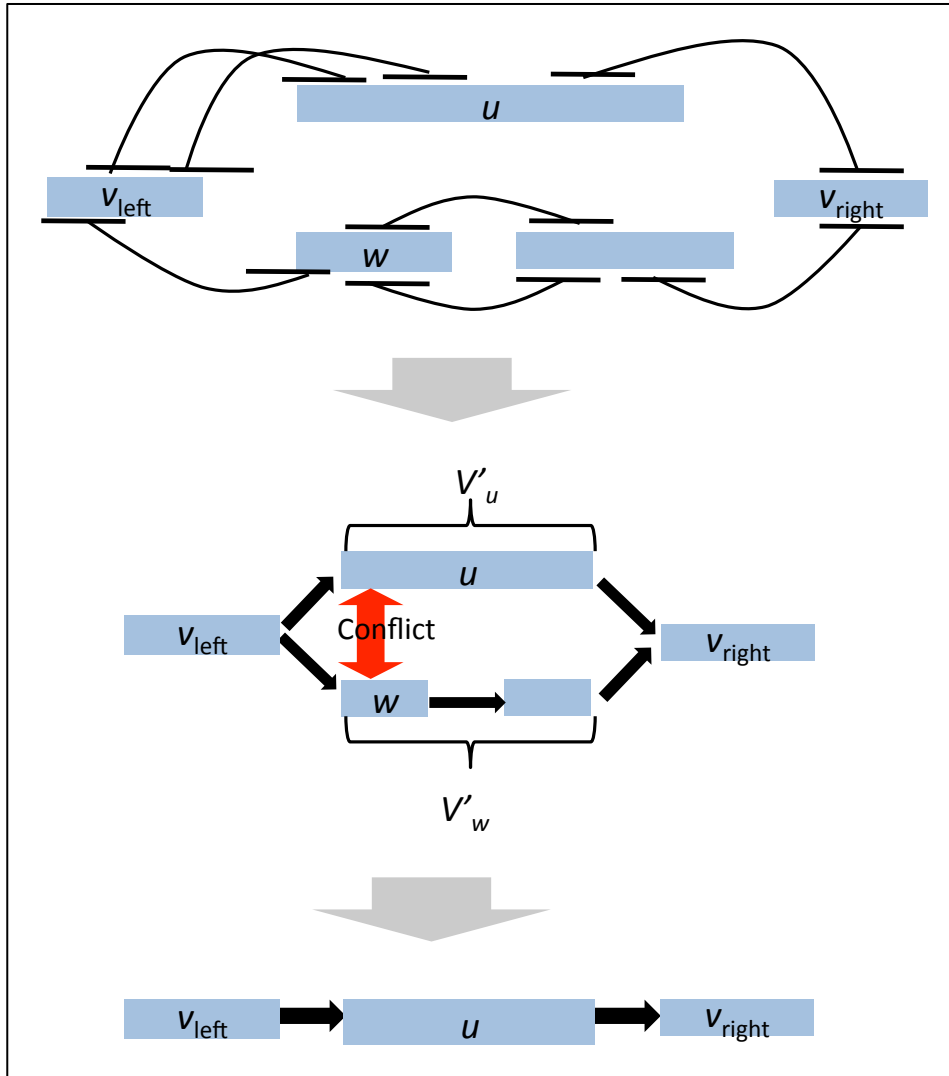 u
v_left
v_right
w
V'_u
u
v_left
Conflict
v_right
w
V'_w
v_left
u
v_right